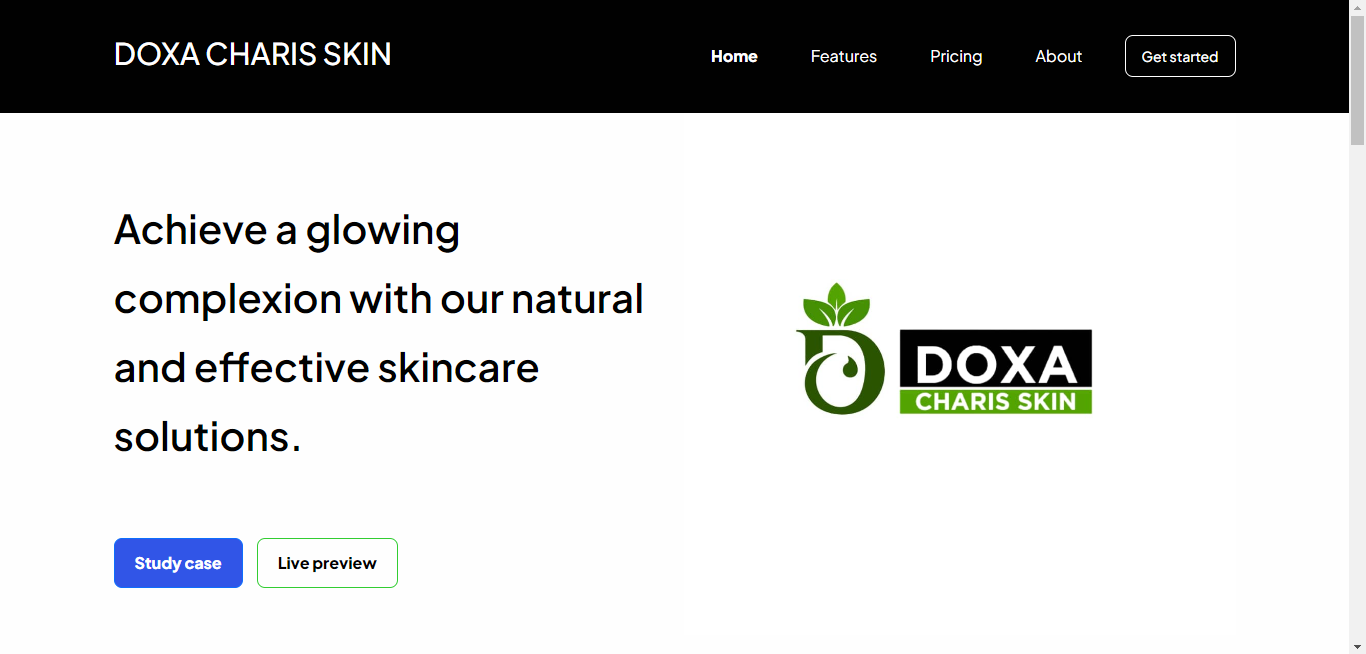 DOXA CHARIS SKIN
Home
Features
Pricing
About
Get started
Achieve a glowing
complexion with our natural
and effective skincare
solutions.
DOXA
CHARIS SKIN
Study case
Live preview